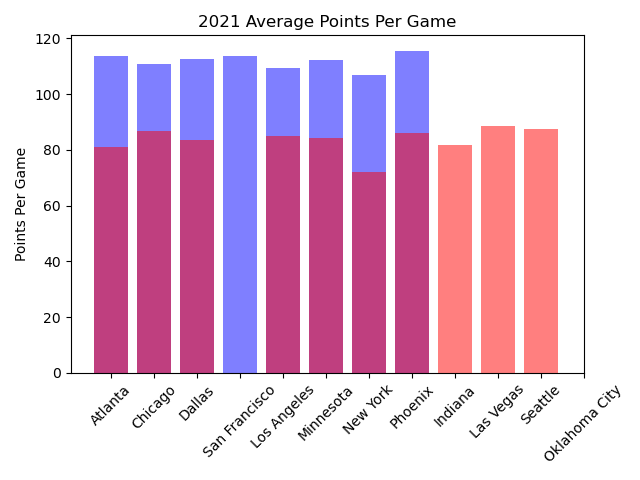 2021 Average Points Per Game
120
100
80
60
40
20
0
Points Per Game
Atlanta
Chicago
Dallas
San Francisco
Los Angeles
Minnesota
New York
Phoenix
Indiana
Las Vegas
Seattle
Oklahoma City